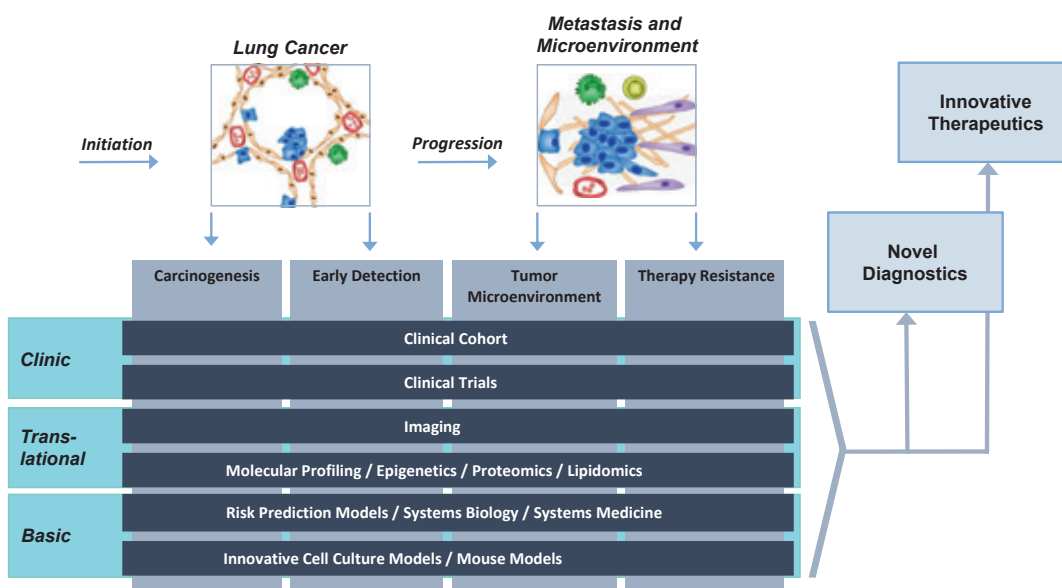 Lung Cancer
Metastasis and
Microenvironment
Initiation
Progression
Innovative
Therapeutics
Novel
Diagnostics
Carcinogenesis
Early Detection
Tumor
Microenvironment
Therapy Resistance
Clinic
Clinical Cohort
Clinical Trials
Trans-
lational
Imaging
Molecular Profiling / Epigenetics / Proteomics / Lipidomics
Basic
Risk Prediction Models / Systems Biology / Systems Medicine
Innovative Cell Culture Models / Mouse Models